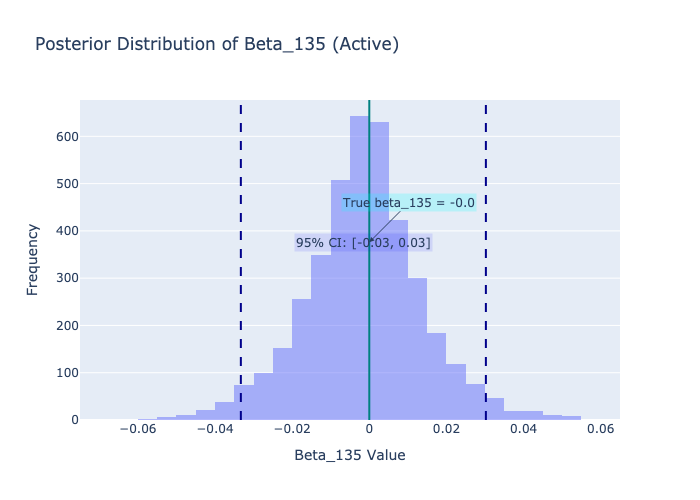 Posterior Distribution of Beta_135 (Active)
600
500
400
300
200
100
0
Frequency
True beta_135 = -0.0
95% CI: [-0.03, 0.03]
−0.06
−0.04
−0.02
0
0.02
0.04
0.06
Beta_135 Value